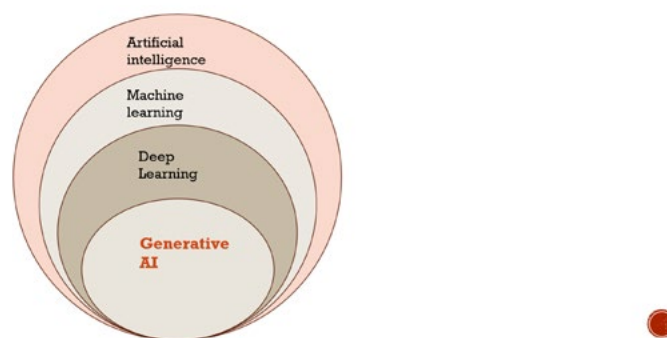 Artificial
intelligence
Machine
learning
Deep
Learning
Generative
AI